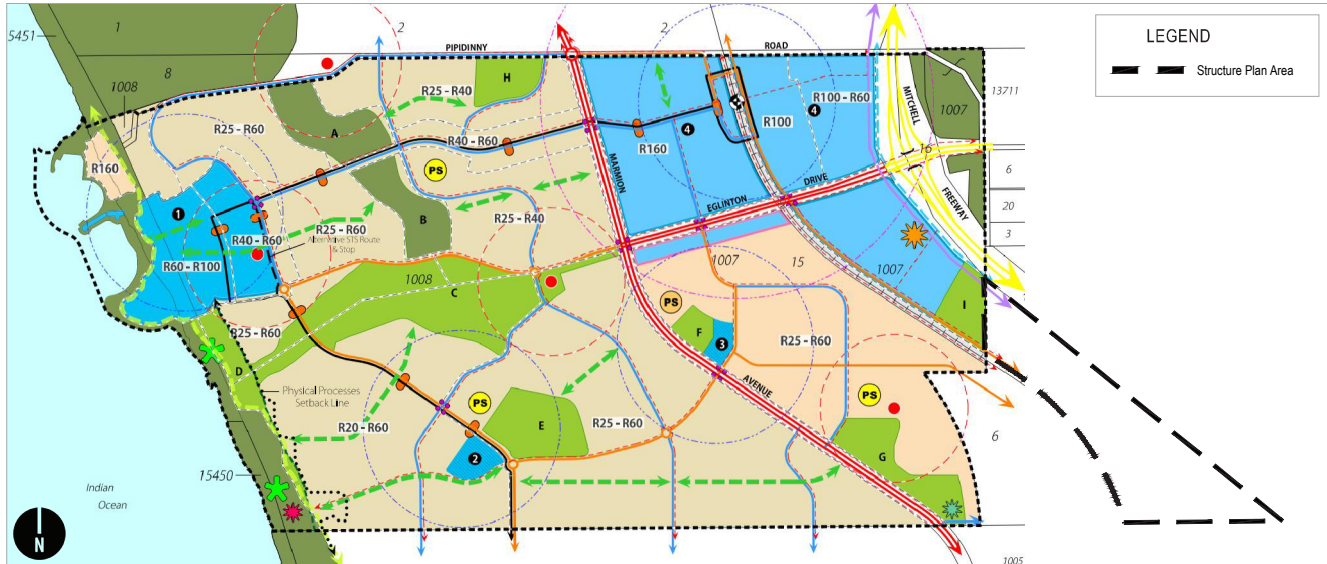 LEGEND
Structure Plan Area
5451
1
2
2
PIPIDINNY
ROAD
8
1008
H
R25 - R40
R25 - R60
A
R40 - R60
PS
4
R160
R100
4
R100 - R60
MITCHELL
1007
13711
16
6
FREEWAY
20
3
R160
1
MARMION
EGLINTON
DRIVE
B
R25 - R40
R25 - R60
R40 - R60
Alternative STS Route
& Stop
R60 - R100
1008
C
1007
15
1007
I
PS
F
3
R25 - R60
R25 - R60
D
Physical Processes
Setback Line
PS
AVENUE
PS
R20 - R60
E
R25 - R60
6
2
G
15450
Indian
Ocean
N
1005